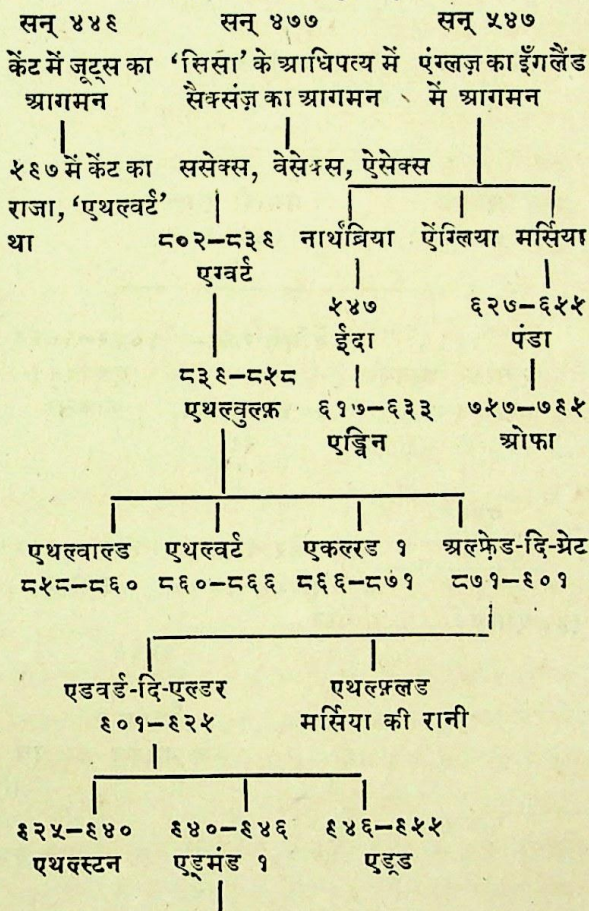 सन् ४४९ सन् ४७७ सन् ५४७
केंट में जूट्स का 'सिसा' के आधिपत्य में एंग्लज़ का इँगलैंड
आगमन सैक्संज़ का आगमन में आगमन
५९७ में केंट का ससेक्स, वेसेक्स, ऐसेक्स
राजा, 'एथल्वर्ट'
था ८०२–८३९ नार्थंब्रिया ऐंग्लिया मर्सिया
एग्वर्ट
५४७ ६२७–६५५
ईदा पंडा
८३९–८५८
एथल्वुल्फ़ ६१७–६३३ ७५७–७९५
एड्विन ओफा
एथल्वाल्ड एथल्वर्ट एकल्रड १ अल्फ्रेड-दि-ग्रेट
८५८–८६० ८६०–८६६ ८६६–८७१ ८७१–९०१
एडवर्ड-दि-एल्डर एथल्फ़्लड
९०१–९२५ मर्सिया की रानी
९२५–९४० ९४०–९४६ ९४६–९५५
एथल्स्टन एड्मंड १ एड्रड